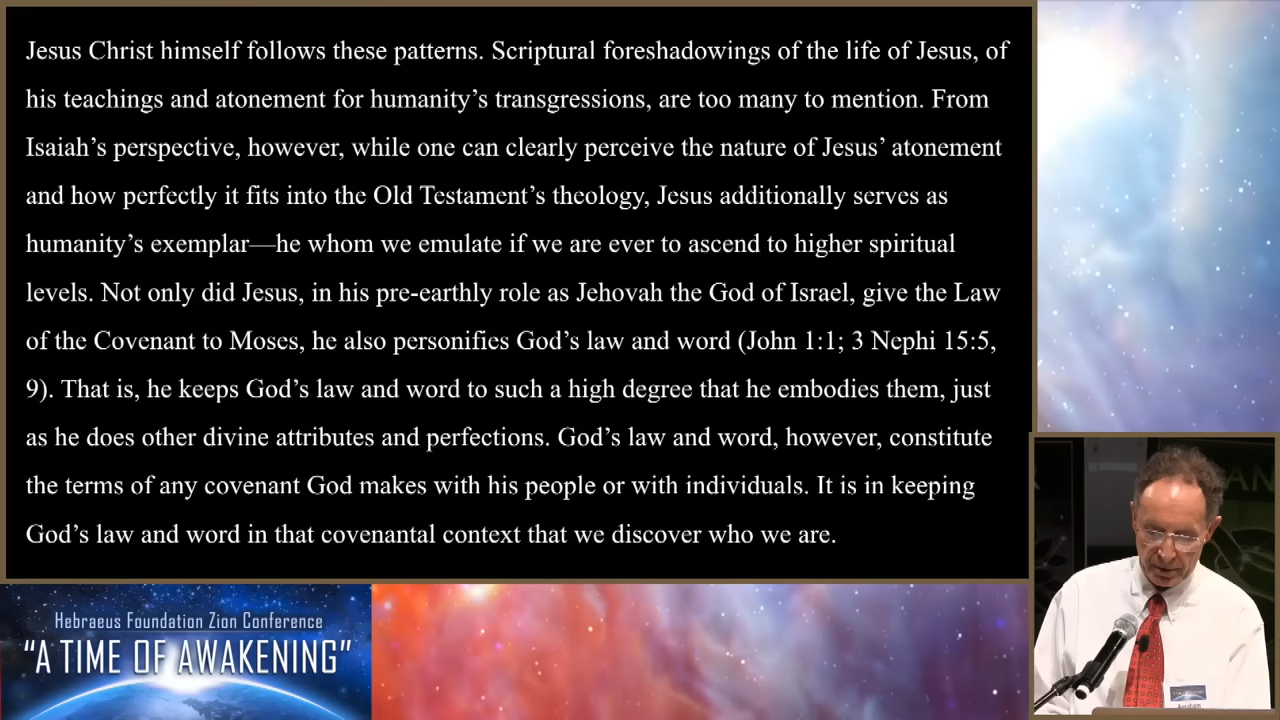 Jesus Christ himself follows these patterns. Scriptural foreshadowings of the life of Jesus, of
his teachings and atonement for humanity’s transgressions, are too many to mention. From
Isaiah’s perspective, however, while one can clearly perceive the nature of Jesus’ atonement
and how perfectly it fits into the Old Testament’s theology, Jesus additionally serves as
humanity’s exemplar—he whom we emulate if we are ever to ascend to higher spiritual
levels. Not only did Jesus, in his pre-earthly role as Jehovah the God of Israel, give the Law
of the Covenant to Moses, he also personifies God’s law and word (John 1:1; 3 Nephi 15:5,
9). That is, he keeps God’s law and word to such a high degree that he embodies them, just
as he does other divine attributes and perfections. God’s law and word, however, constitute
the terms of any covenant God makes with his people or with individuals. It is in keeping
God’s law and word in that covenantal context that we discover who we are.
Hebraeus Foundation Zion Conference
“A TIME OF AWAKENING”